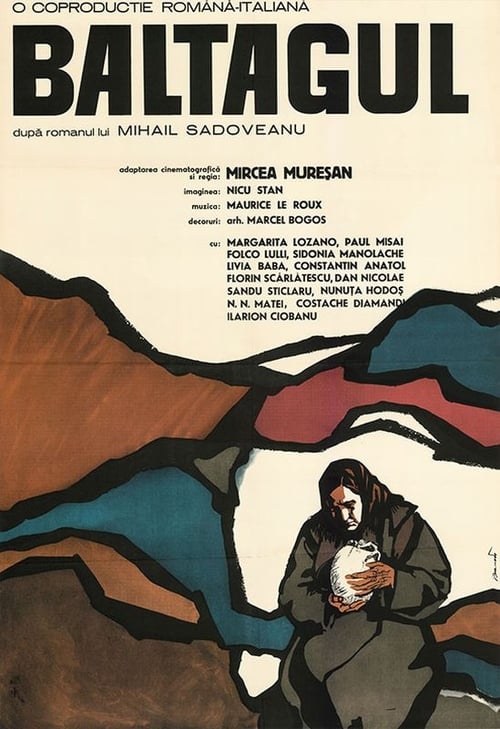 O COPRODUCTIE ROMÂNĂ-ITALIANĂ
BALTAGUL
după romanul lui MIHAIL SADOVEANU
adaptarea cinematografică
si regia: MIRCEA MUREȘAN
imaginea: NICU STAN
muzica: MAURICE LE ROUX
decoruri: arh. MARCEL BOGOS
cu: MARGARITA LOZANO, PAUL MISAI
FOLCO LULLI, SIDONIA MANOLACHE
LIVIA BABA, CONSTANTIN ANATOL
FLORIN SCĂRLĂTESCU, DAN NICOLAE
SANDU STICLARU, NUNUȚA HODOȘ
N. N. MATEI, COSTACHE DIAMANDI
ILARION CIOBANU